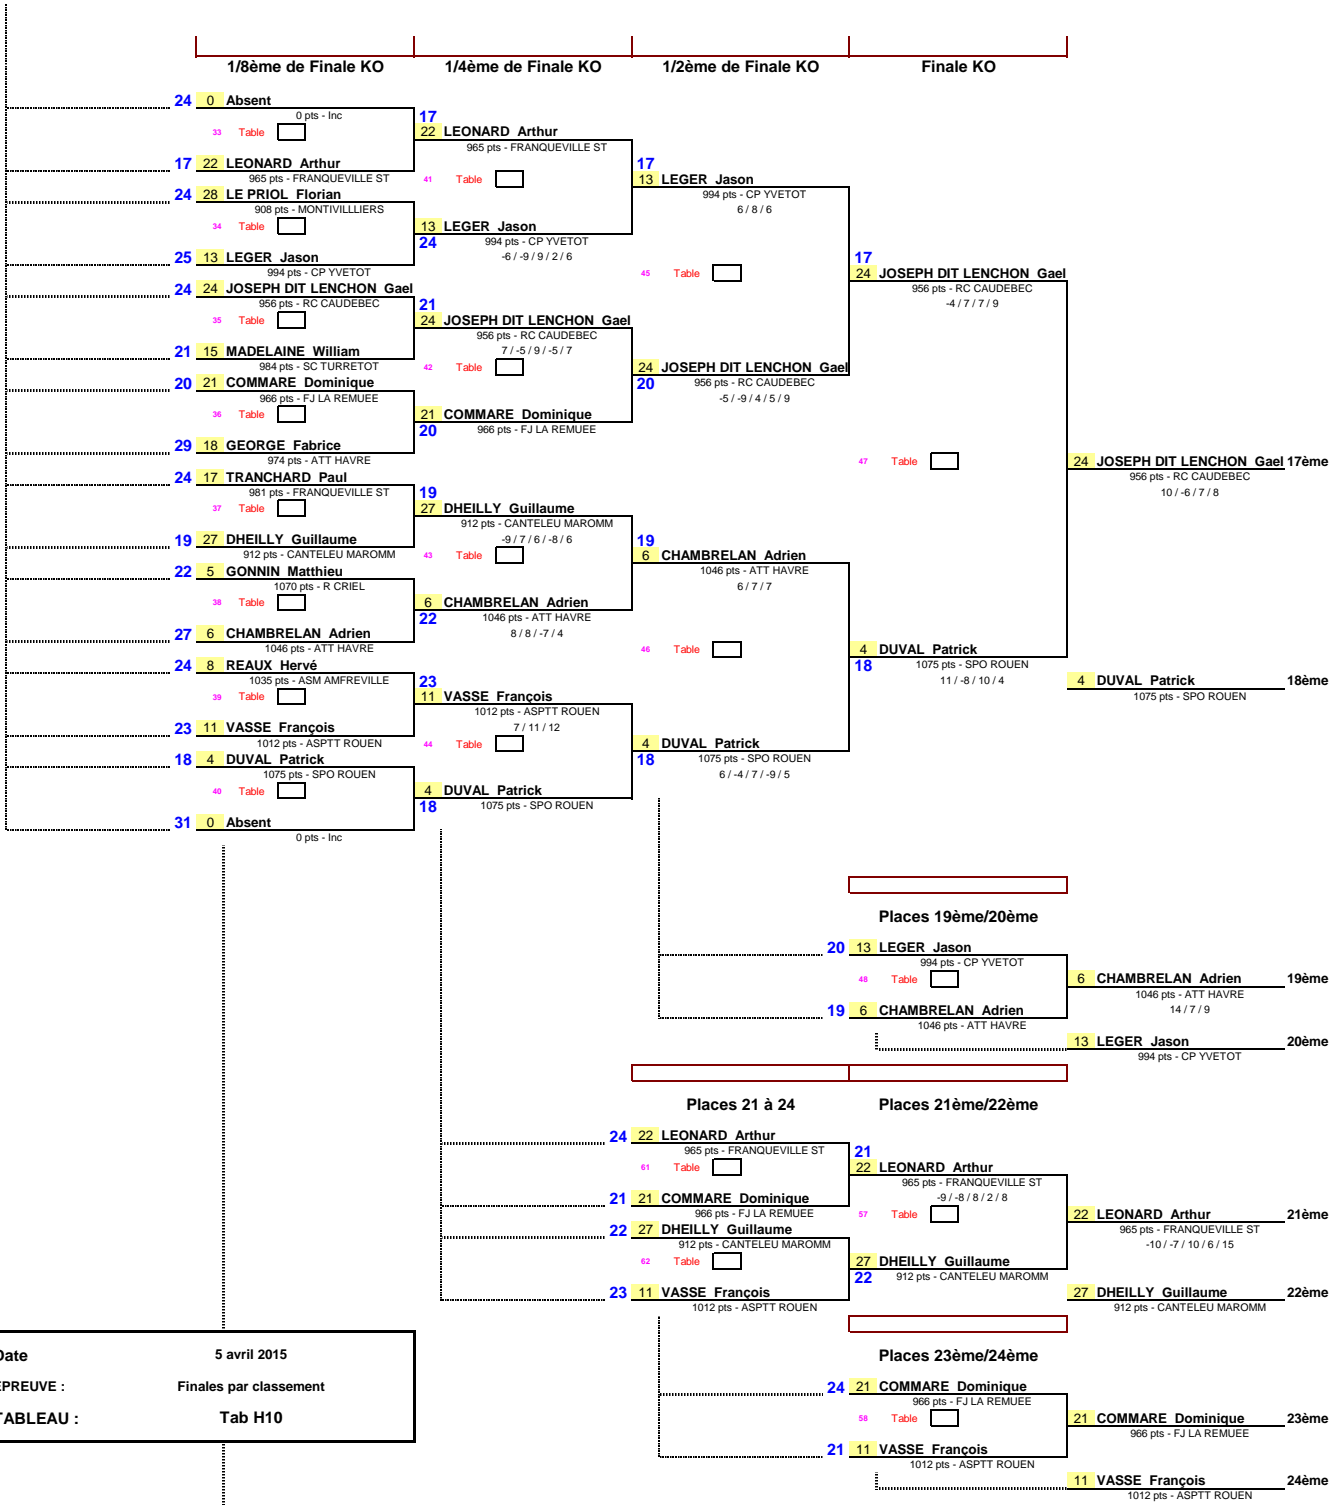 1/8ème de Finale KO
1/4ème de Finale KO
1/2ème de Finale KO
Finale KO
24 0 Absent
0 pts - Inc
33 Table
17 22 LEONARD Arthur
965 pts - FRANQUEVILLE ST
24 28 LE PRIOL Florian
908 pts - MONTIVILLLIERS
34 Table
25 13 LEGER Jason
994 pts - CP YVETOT
24 24 JOSEPH DIT LENCHON Gael
956 pts - RC CAUDEBEC
35 Table
21 15 MADELAINE William
984 pts - SC TURRETOT
20 21 COMMARE Dominique
966 pts - FJ LA REMUEE
36 Table
29 18 GEORGE Fabrice
974 pts - ATT HAVRE
24 17 TRANCHARD Paul
981 pts - FRANQUEVILLE ST
37 Table
19 27 DHEILLY Guillaume
912 pts - CANTELEU MAROMM
22 5 GONNIN Matthieu
1070 pts - R CRIEL
38 Table
27 6 CHAMBRELAN Adrien
1046 pts - ATT HAVRE
24 8 REAUX Hervé
1035 pts - ASM AMFREVILLE
39 Table
23 11 VASSE François
1012 pts - ASPTT ROUEN
18 4 DUVAL Patrick
1075 pts - SPO ROUEN
40 Table
31 0 Absent
0 pts - Inc
17
22 LEONARD Arthur
965 pts - FRANQUEVILLE ST
41 Table
13 LEGER Jason
24 994 pts - CP YVETOT
-6 / -9 / 9 / 2 / 6
21
24 JOSEPH DIT LENCHON Gael
956 pts - RC CAUDEBEC
7 / -5 / 9 / -5 / 7
42 Table
21 COMMARE Dominique
20 966 pts - FJ LA REMUEE
19
27 DHEILLY Guillaume
912 pts - CANTELEU MAROMM
-9 / 7 / 6 / -8 / 6
43 Table
6 CHAMBRELAN Adrien
22 1046 pts - ATT HAVRE
8 / 8 / -7 / 4
23
11 VASSE François
1012 pts - ASPTT ROUEN
7 / 11 / 12
44 Table
4 DUVAL Patrick
18 1075 pts - SPO ROUEN
17
13 LEGER Jason
994 pts - CP YVETOT
6 / 8 / 6
45 Table
24 JOSEPH DIT LENCHON Gael
20 956 pts - RC CAUDEBEC
-5 / -9 / 4 / 5 / 9
19
6 CHAMBRELAN Adrien
1046 pts - ATT HAVRE
6 / 7 / 7
46 Table
4 DUVAL Patrick
18 1075 pts - SPO ROUEN
6 / -4 / 7 / -9 / 5
17
24 JOSEPH DIT LENCHON Gael
956 pts - RC CAUDEBEC
-4 / 7 / 7 / 9
47 Table
4 DUVAL Patrick
18 1075 pts - SPO ROUEN
11 / -8 / 10 / 4
24 JOSEPH DIT LENCHON Gael 17ème
956 pts - RC CAUDEBEC
10 / -6 / 7 / 8
4 DUVAL Patrick 18ème
1075 pts - SPO ROUEN
Places 19ème/20ème
20 13 LEGER Jason
994 pts - CP YVETOT
48 Table
19 6 CHAMBRELAN Adrien
1046 pts - ATT HAVRE
6 CHAMBRELAN Adrien 19ème
1046 pts - ATT HAVRE
14 / 7 / 9
13 LEGER Jason 20ème
994 pts - CP YVETOT
Places 21 à 24
Places 21ème/22ème
24 22 LEONARD Arthur
965 pts - FRANQUEVILLE ST
61 Table
21 21 COMMARE Dominique
966 pts - FJ LA REMUEE
22 27 DHEILLY Guillaume
912 pts - CANTELEU MAROMM
62 Table
23 11 VASSE François
1012 pts - ASPTT ROUEN
21
22 LEONARD Arthur
965 pts - FRANQUEVILLE ST
-9 / -8 / 8 / 2 / 8
57 Table
27 DHEILLY Guillaume
22 912 pts - CANTELEU MAROMM
22 LEONARD Arthur 21ème
965 pts - FRANQUEVILLE ST
-10 / -7 / 10 / 6 / 15
27 DHEILLY Guillaume 22ème
912 pts - CANTELEU MAROMM
Places 23ème/24ème
24 21 COMMARE Dominique
966 pts - FJ LA REMUEE
58 Table
21 11 VASSE François
1012 pts - ASPTT ROUEN
21 COMMARE Dominique 23ème
966 pts - FJ LA REMUEE
11 VASSE François 24ème
1012 pts - ASPTT ROUEN
Date 5 avril 2015
EPREUVE : Finales par classement
TABLEAU : Tab H10